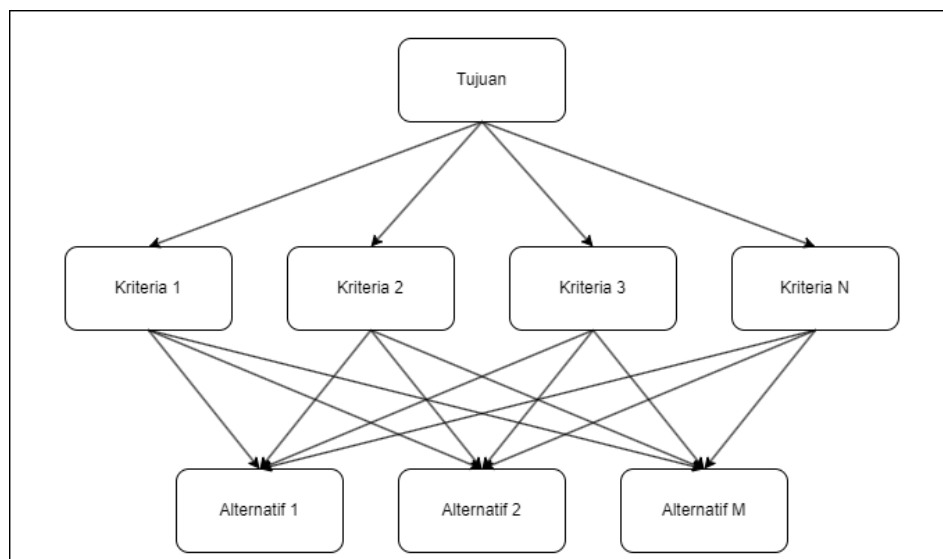 Tujuan
Kriteria 1
Kriteria 2
Kriteria 3
Kriteria N
Alternatif 1
Alternatif 2
Alternatif M